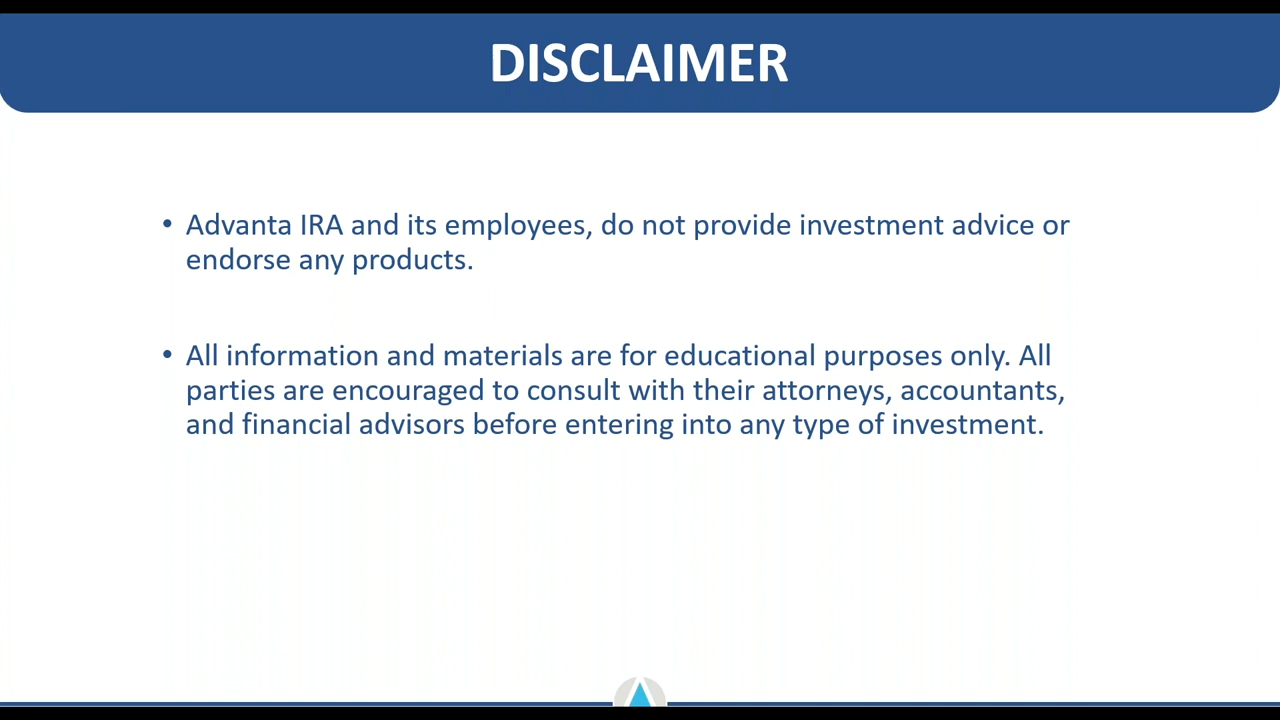 DISCLAIMER
• Advanta IRA and its employees, do not provide investment advice or
endorse any products.
• All information and materials are for educational purposes only. All
parties are encouraged to consult with their attorneys, accountants,
and financial advisors before entering into any type of investment.